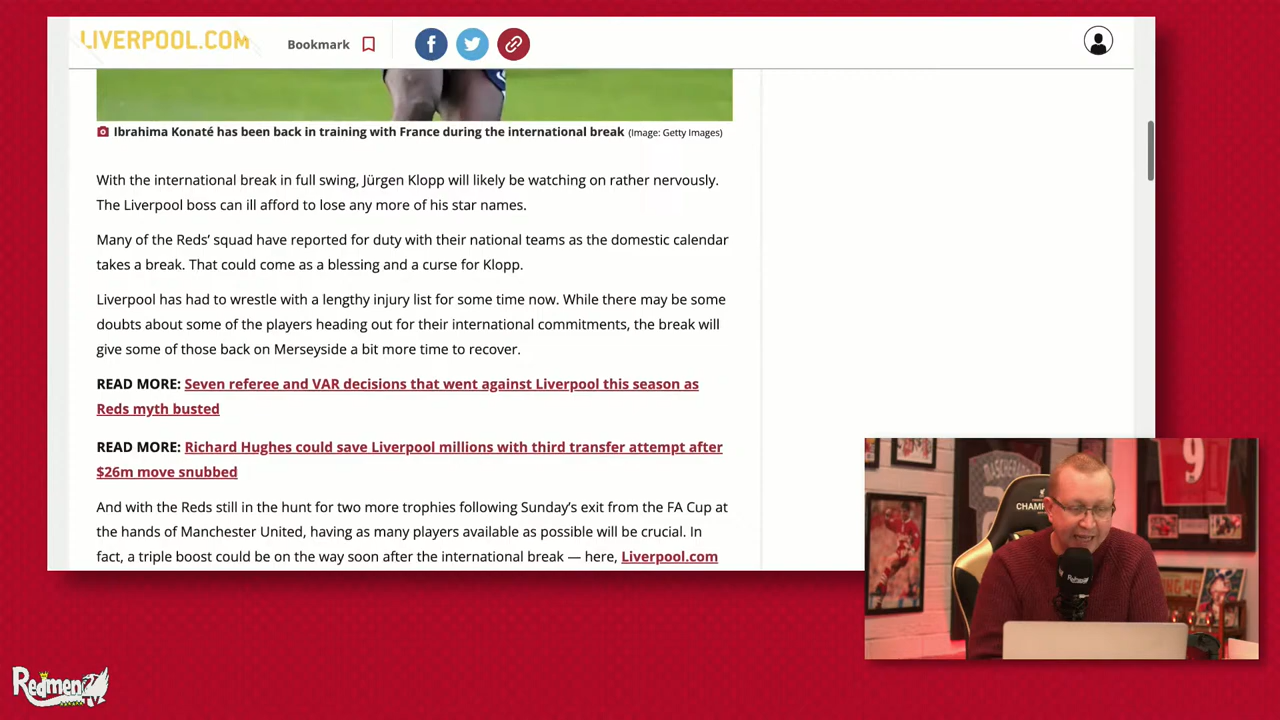 LIVERPOOL.COM
Bookmark
Ibrahima Konaté has been back in training with France during the international break (Image: Getty Images)
With the international break in full swing, Jürgen Klopp will likely be watching on rather nervously.
The Liverpool boss can ill afford to lose any more of his star names.
Many of the Reds’ squad have reported for duty with their national teams as the domestic calendar
takes a break. That could come as a blessing and a curse for Klopp.
Liverpool has had to wrestle with a lengthy injury list for some time now. While there may be some
doubts about some of the players heading out for their international commitments, the break will
give some of those back on Merseyside a bit more time to recover.
READ MORE: Seven referee and VAR decisions that went against Liverpool this season as
Reds myth busted
READ MORE: Richard Hughes could save Liverpool millions with third transfer attempt after
$26m move snubbed
And with the Reds still in the hunt for two more trophies following Sunday’s exit from the FA Cup at
the hands of Manchester United, having as many players available as possible will be crucial. In
fact, a triple boost could be on the way soon after the international break — here, Liverpool.com
9
Redmen
TV